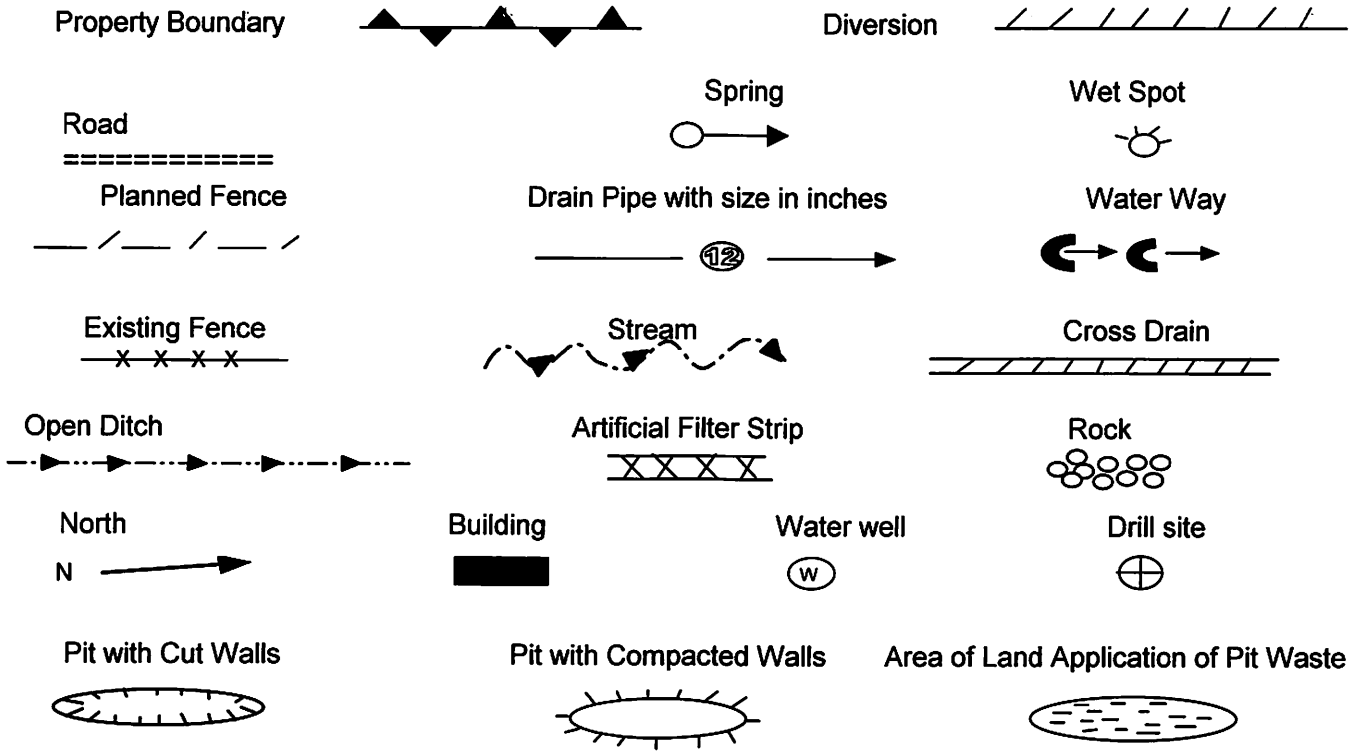 Property Boundary
Diversion
Spring
Wet Spot
Road
Planned Fence
Drain Pipe with size in inches
Water Way
12
Existing Fence
Stream
Cross Drain
X X X X
Open Ditch
Artificial Filter Strip
Rock
North
Building
Water well
Drill site
N
W
Pit with Cut Walls
Pit with Compacted Walls
Area of Land Application of Pit Waste